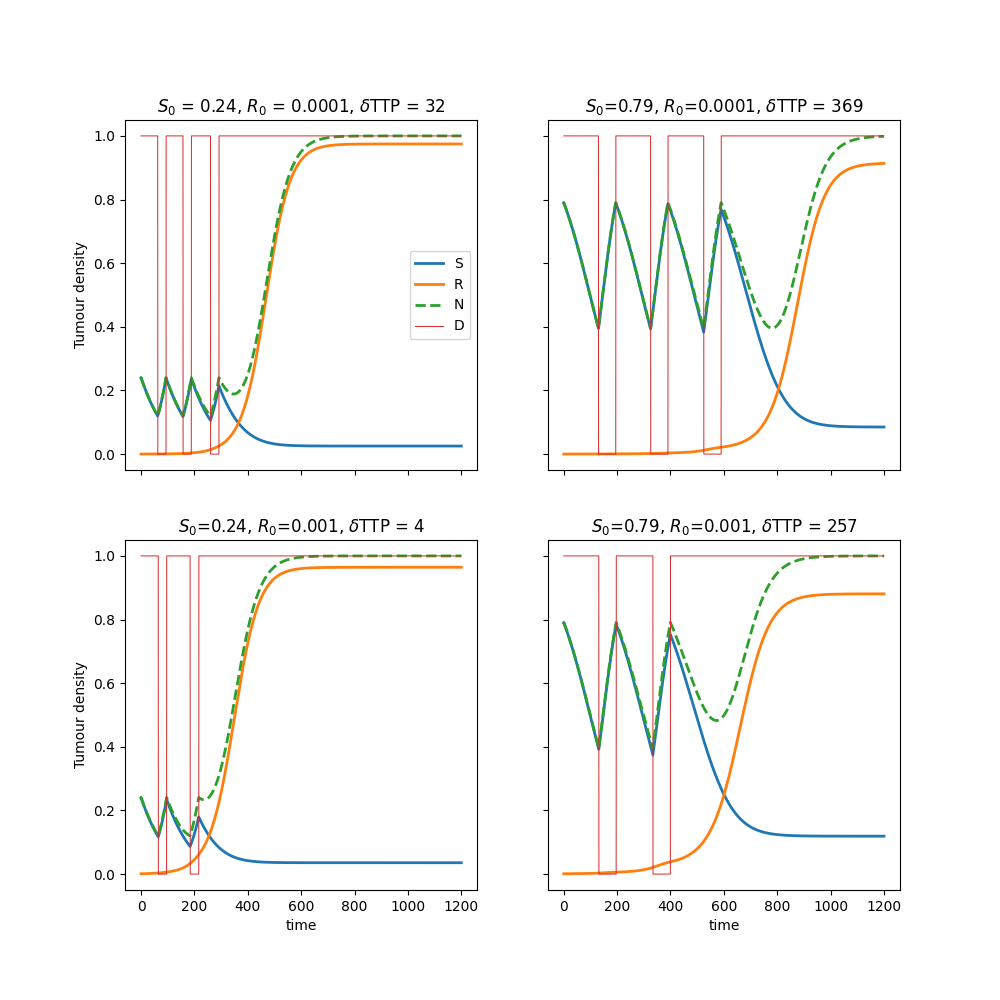 S₀ = 0.24, R₀ = 0.0001, δTTP = 32
S₀=0.79, R₀=0.0001, δTTP = 369
1.0
0.8
0.6
0.4
0.2
0.0
Tumour density
S
R
N
D
S₀=0.24, R₀=0.001, δTTP = 4
S₀=0.79, R₀=0.001, δTTP = 257
1.0
0.8
0.6
0.4
0.2
0.0
Tumour density
0 200 400 600 800 1000 1200
0 200 400 600 800 1000 1200
time
time